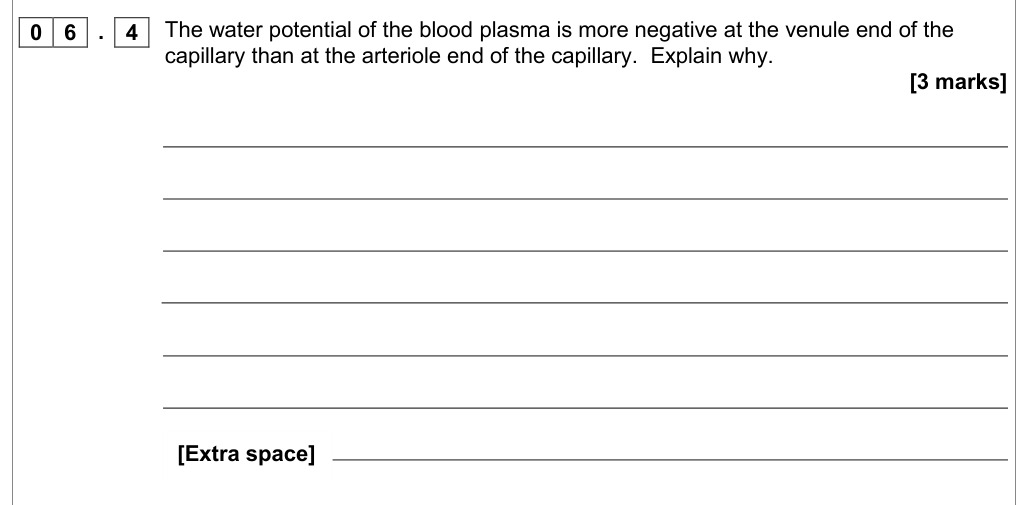 0 6 . 4 The water potential of the blood plasma is more negative at the venule end of the
capillary than at the arteriole end of the capillary.  Explain why.
[3 marks]
[Extra space]